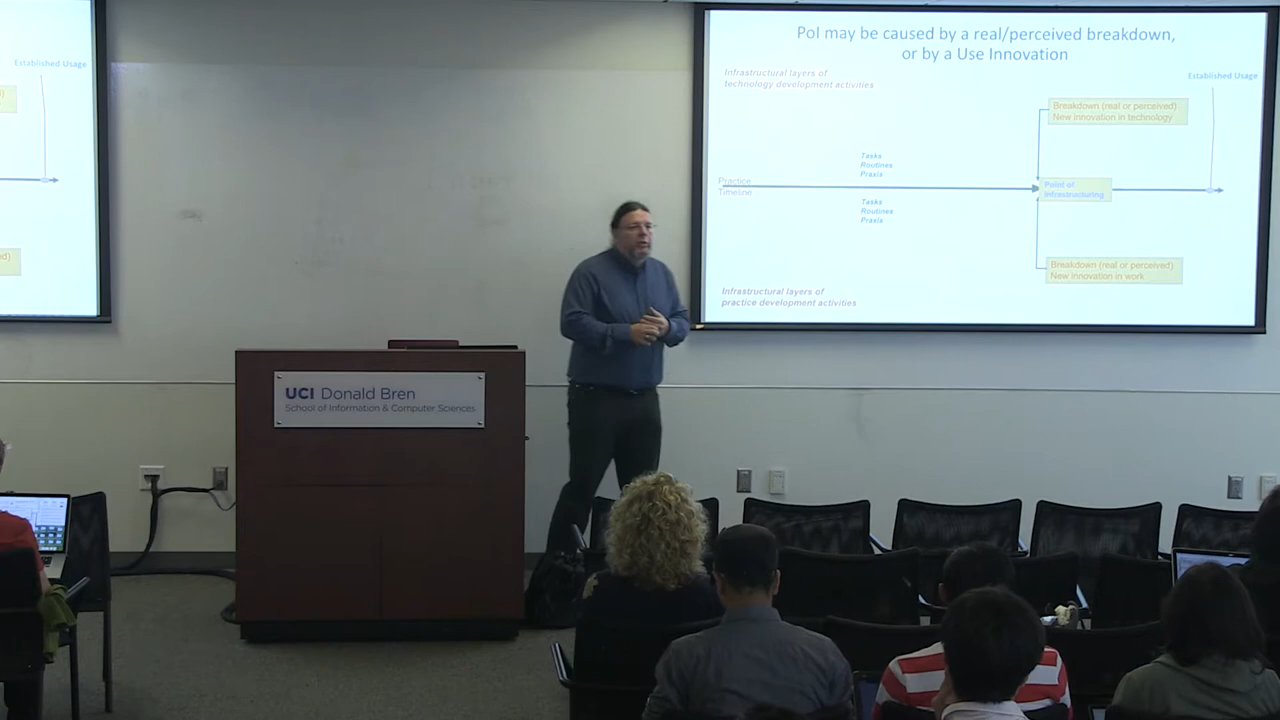 Established Usage
PoI may be caused by a real/perceived breakdown,
or by a Use Innovation
Infrastructural layers of
technology development activities
Established Usage
Breakdown (real or perceived)
New innovation in technology
Tasks
Routines
Praxis
Practice
Timeline
Point of
Infrastructuring
Tasks
Routines
Praxis
Breakdown (real or perceived)
New innovation in work
Infrastructural layers of
practice development activities
UCI Donald Bren
School of Information & Computer Sciences